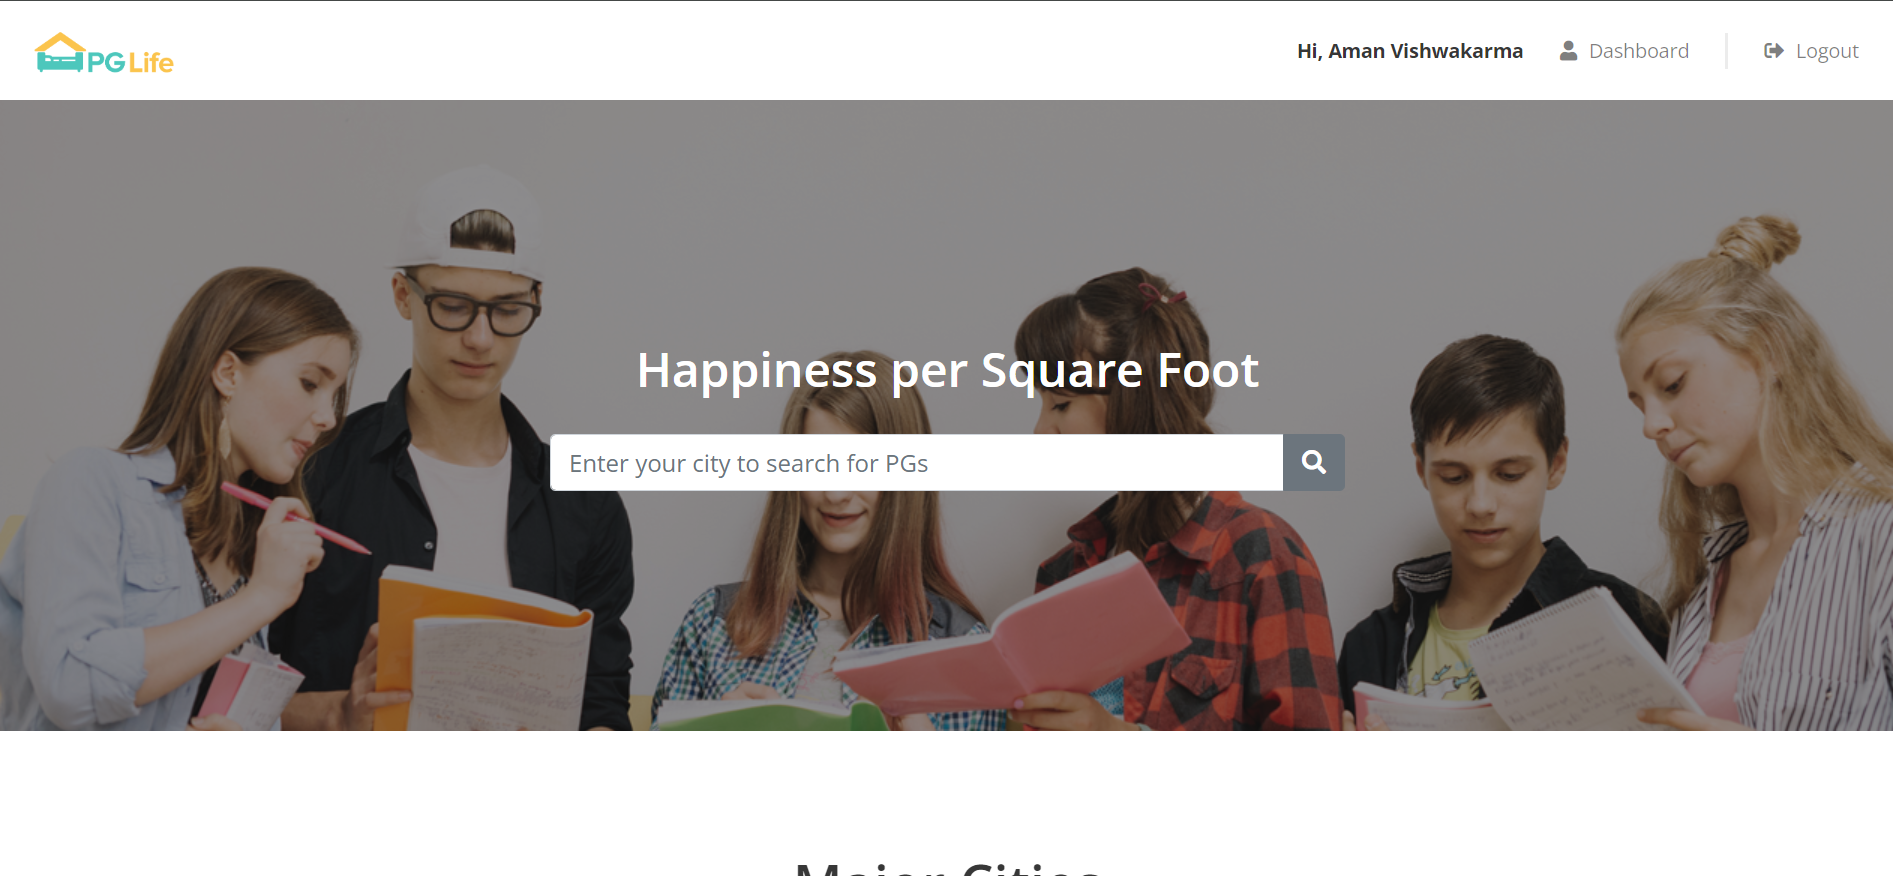 PG Life
Hi, Aman Vishwakarma
Dashboard
Logout
Happiness per Square Foot
Enter your city to search for PGs
Major Cities